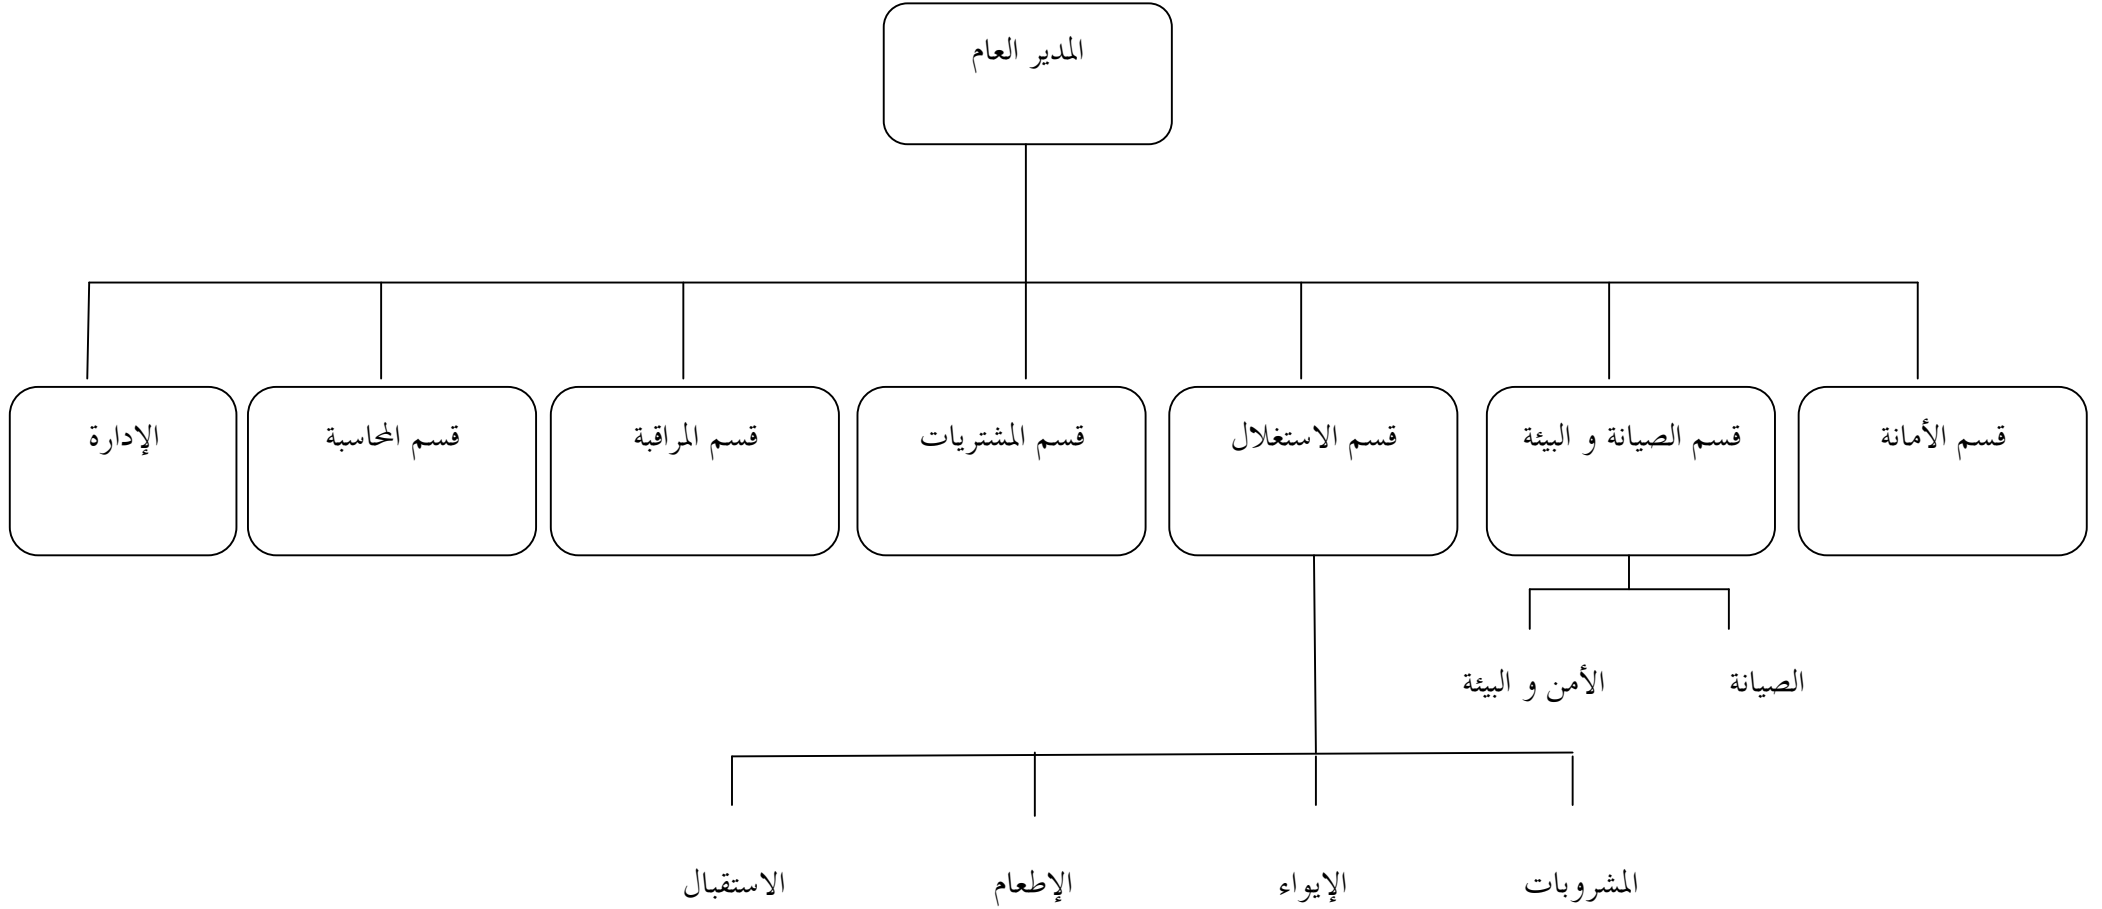 المدير العام
قسم الأمانة
قسم الصيانة و البيئة
قسم الاستغلال
قسم المشتريات
قسم المراقبة
قسم المحاسبة
الإدارة
الصيانة
الأمن و البيئة
المشروبات
الإيواء
الإطعام
الاستقبال